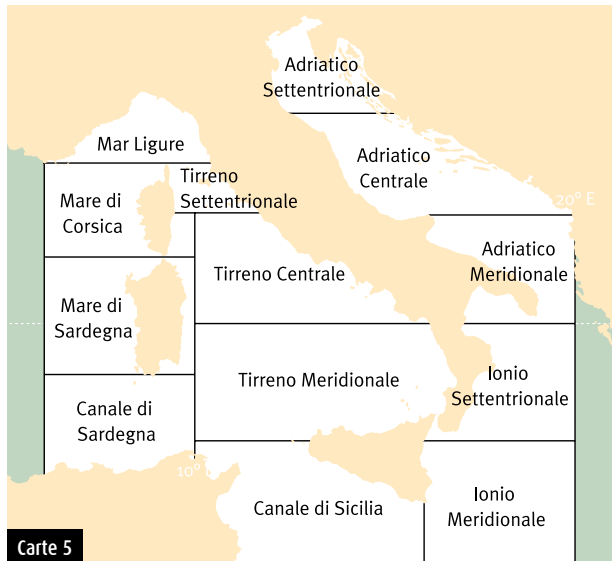 Adriatico
Settentrionale
Mar Ligure
Adriatico
Centrale
Tirreno
Settentrionale
Mare di
Corsica
20° E
Adriatico
Meridionale
Tirreno Centrale
Mare di
Sardegna
Tirreno Meridionale
Ionio
Settentrionale
Canale di
Sardegna
10°
Canale di Sicilia
Ionio
Meridionale
Carte 5